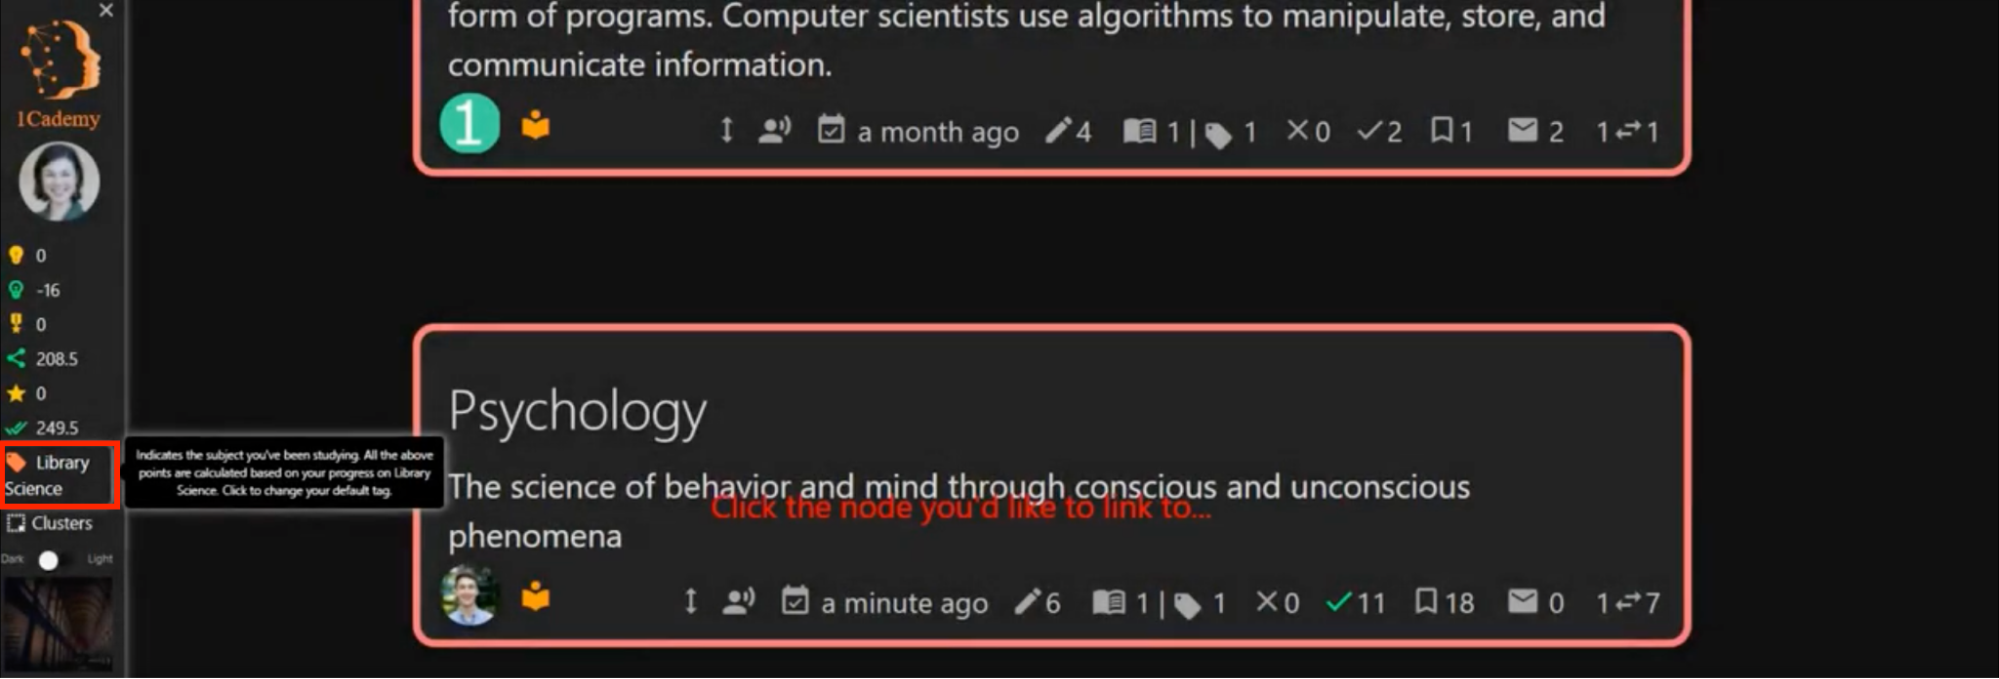 1Cademy
0
-16
0
208.5
0
249.5
Library
Science
Clusters
Dark Light
Indicates the subject you've been studying. All the above
points are calculated based on your progress on Library
Science. Click to change your default tag.
form of programs. Computer scientists use algorithms to manipulate, store, and
communicate information.
1 a month ago 4 1 | 1 0 2 1 2 1 1
Psychology
The science of behavior and mind through conscious and unconscious
Click the node you'd like to link to...
phenomena
a minute ago 6 1 | 1 0 11 18 0 1 7